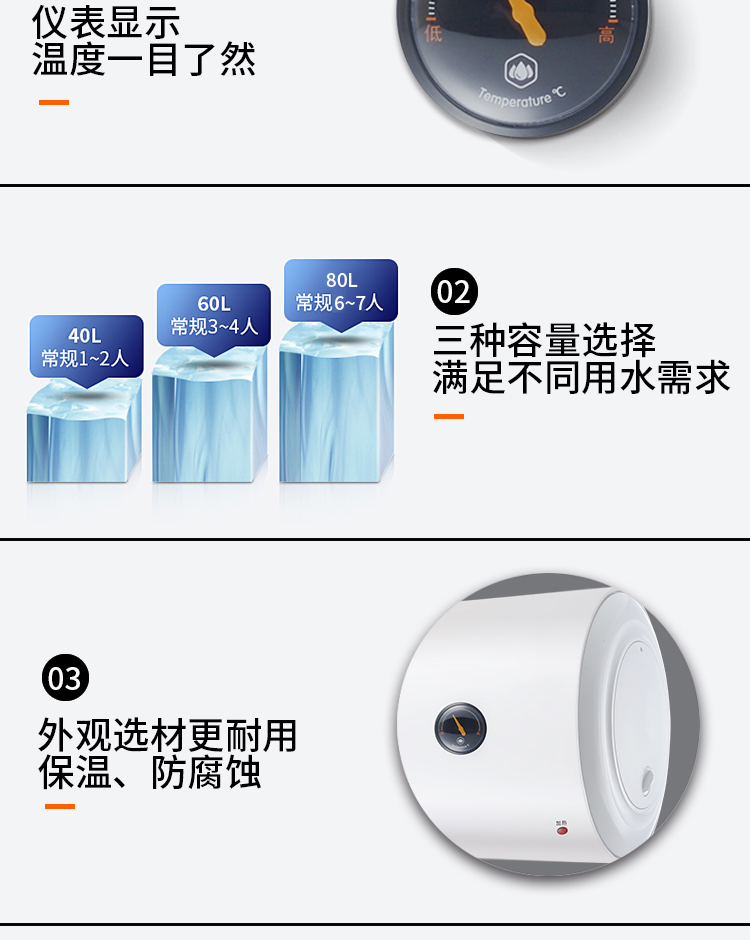 仪表显示
温度一目了然
低
高
Temperature ℃
02
三种容量选择
满足不同用水需求
40L
常规1~2人
60L
常规3~4人
80L
常规6~7人
03
外观选材更耐用
保温、防腐蚀
加热